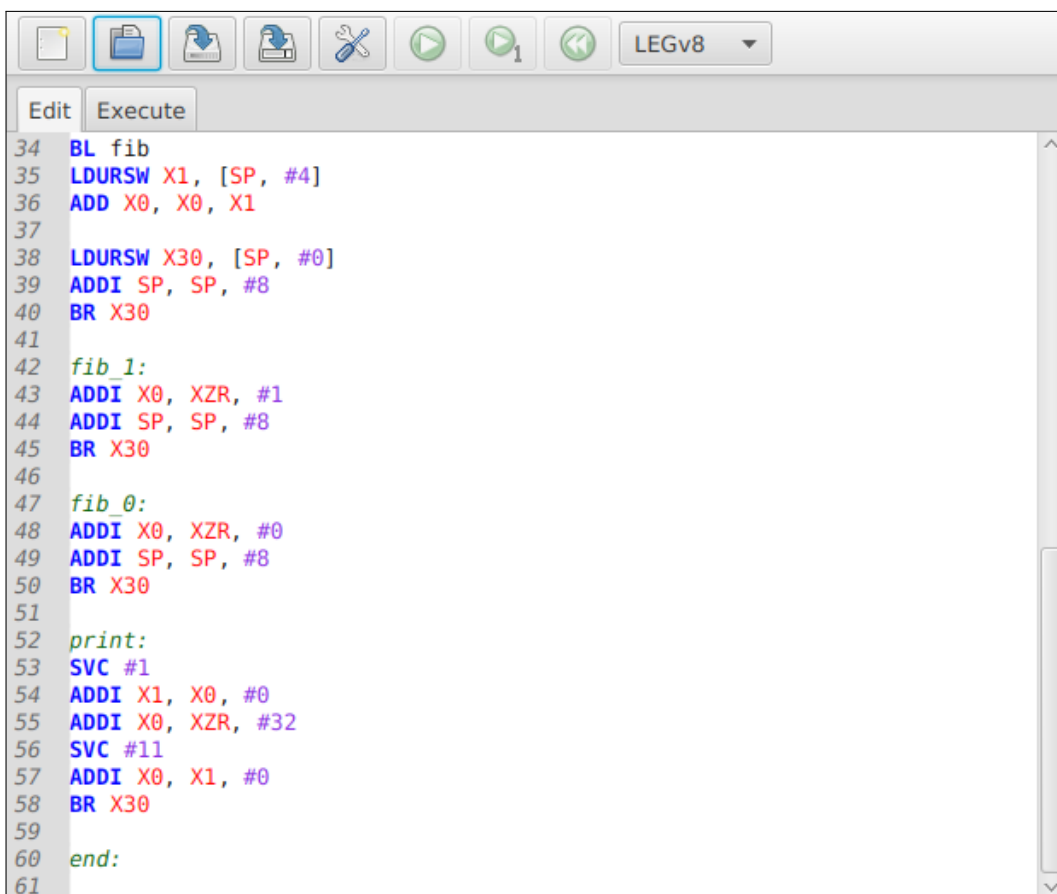 1
LEGv8
Edit Execute
34 BL fib
35 LDURSW X1, [SP, #4]
36 ADD X0, X0, X1
37
38 LDURSW X30, [SP, #0]
39 ADDI SP, SP, #8
40 BR X30
41
42 fib_1:
43 ADDI X0, XZR, #1
44 ADDI SP, SP, #8
45 BR X30
46
47 fib_0:
48 ADDI X0, XZR, #0
49 ADDI SP, SP, #8
50 BR X30
51
52 print:
53 SVC #1
54 ADDI X1, X0, #0
55 ADDI X0, XZR, #32
56 SVC #11
57 ADDI X0, X1, #0
58 BR X30
59
60 end:
61